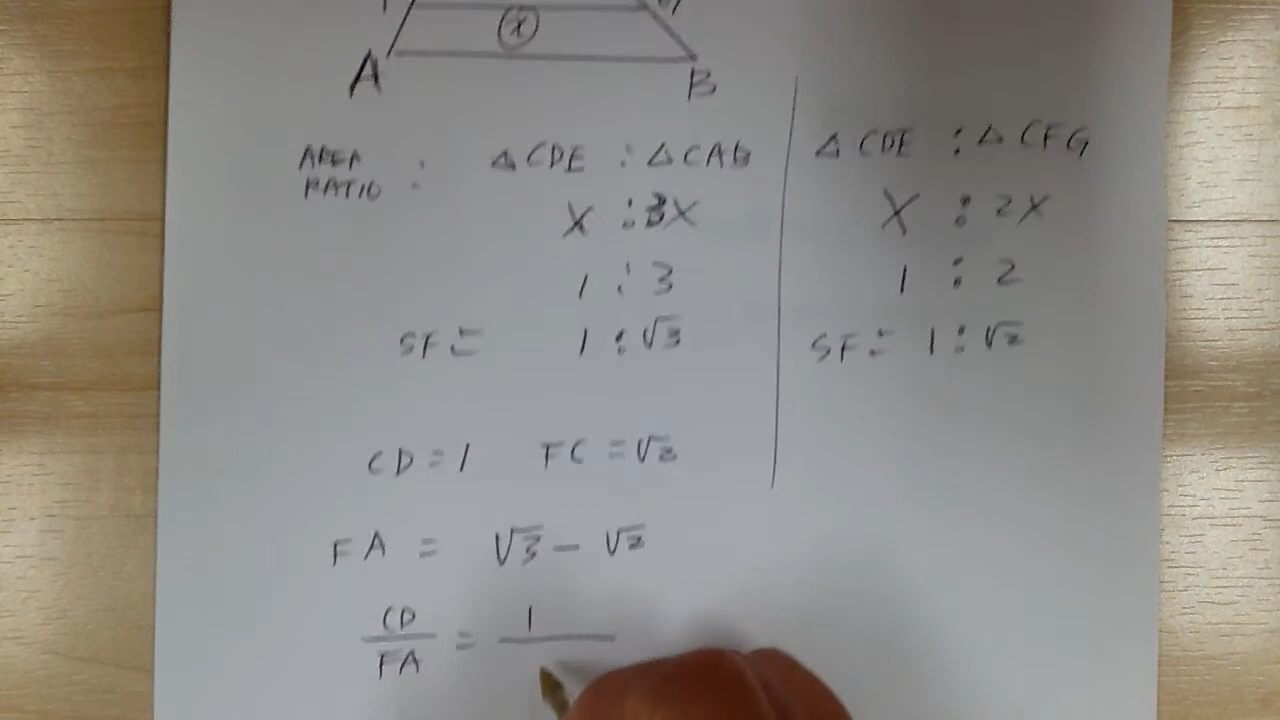 x
A B
AREA RATIO : △CDE : △CAB
X : 3X
1 : 3
SF = 1 : √3
△CDE : △CFG
X : 2X
1 : 2
SF = 1 : √2
CD = 1 FC = √2
FA = √3 - √2
CD/FA = 1